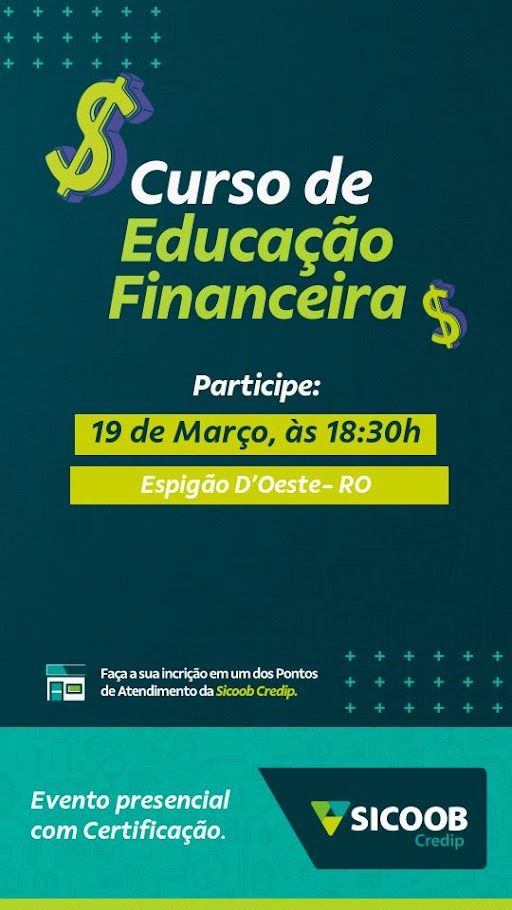 Curso de
Educação
Financeira
Participe:
19 de Março, às 18:30h
Espigão D'Oeste- RO
Faça a sua incrição em um dos Pontos
de Atendimento da Sicoob Credip.
Evento presencial
com Certificação.
SICOOB
Credip